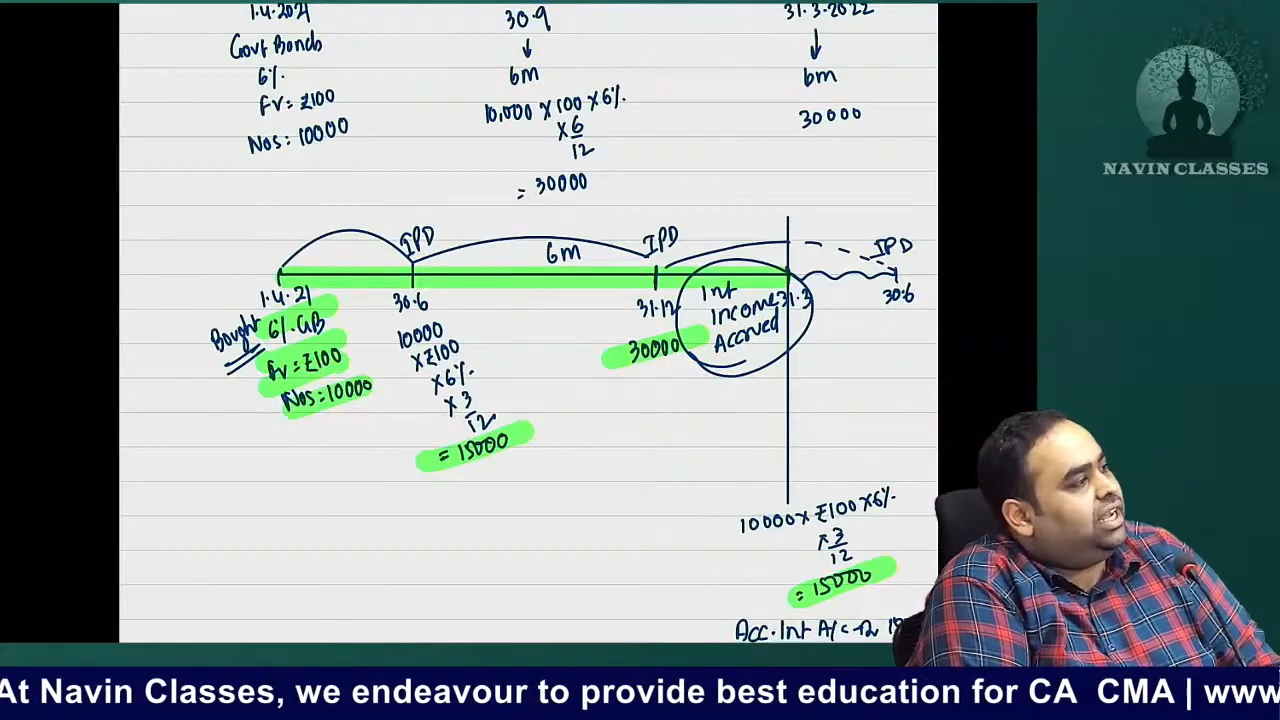 1.4.2021
Govt Bonds
6%
FV = ₹100
Nos: 10000
30.9
6m
10,000 × 100 × 6%
× 6/12
= 30000
31.3.2022
6m
30000
NAVIN CLASSES
IPD
6m
IPD
IPD
1.4.21
Bought
6% GB
FV = ₹100
Nos = 10000
30.6
10000
× ₹100
× 6%
× 3/12
= 15000
31.12
30000
Int
Income
Accrued
31.3
30.6
10000 × ₹100 × 6%
× 3/12
= 15000
Acc. Int A/c
At Navin Classes, we endeavour to provide best education for CA CMA | www